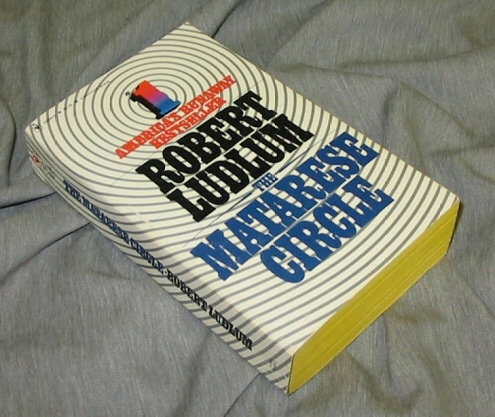 1
AMERICA'S RUNAWAY
BESTSELLER
ROBERT
LUDLUM
THE
MATARESE
CIRCLE
THE MATARESE CIRCLE • ROBERT LUDLUM